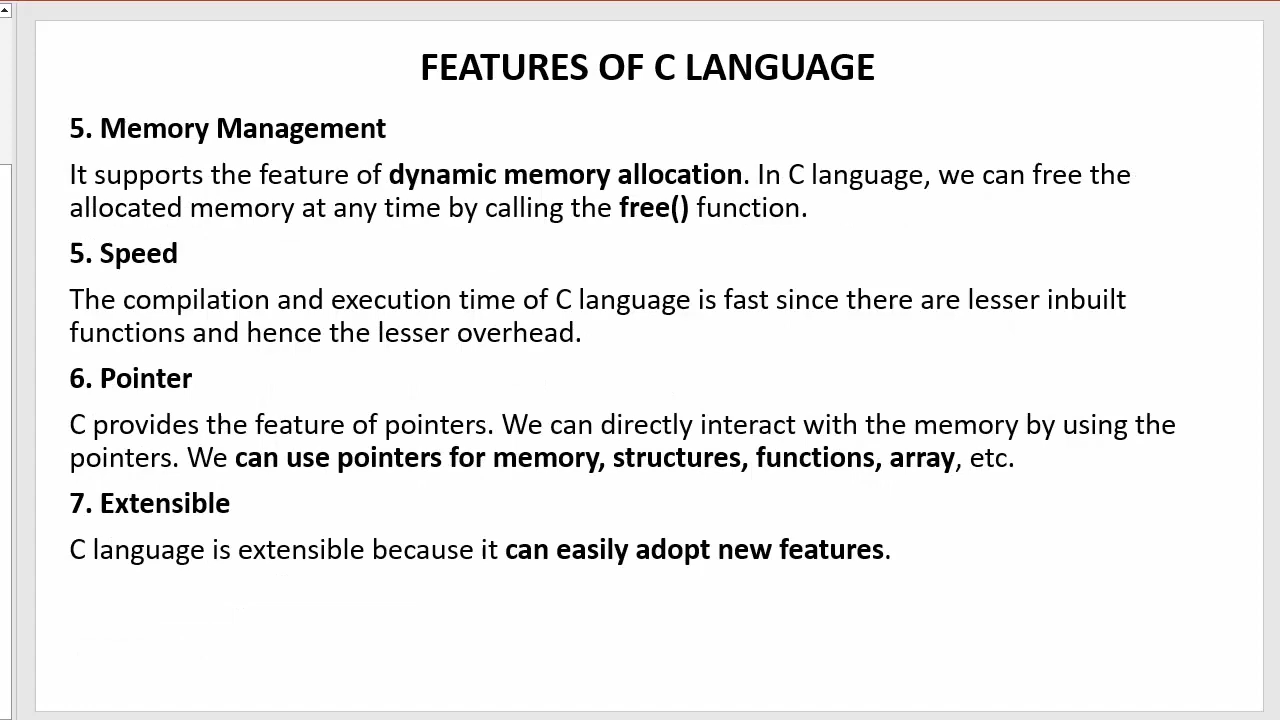 FEATURES OF C LANGUAGE
5. Memory Management
It supports the feature of dynamic memory allocation. In C language, we can free the
allocated memory at any time by calling the free() function.
5. Speed
The compilation and execution time of C language is fast since there are lesser inbuilt
functions and hence the lesser overhead.
6. Pointer
C provides the feature of pointers. We can directly interact with the memory by using the
pointers. We can use pointers for memory, structures, functions, array, etc.
7. Extensible
C language is extensible because it can easily adopt new features.